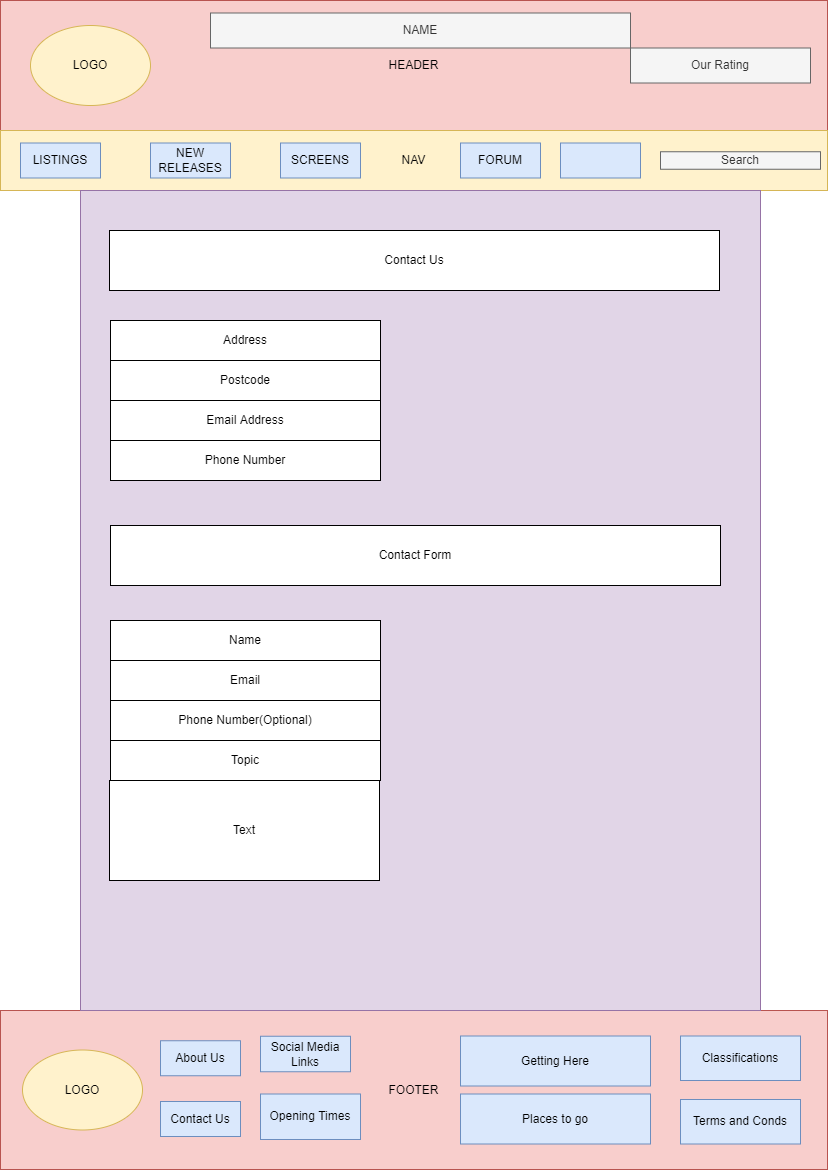 NAME
LOGO
HEADER
Our Rating
LISTINGS
NEW
RELEASES
SCREENS
NAV
FORUM
Search
Contact Us
Address
Postcode
Email Address
Phone Number
Contact Form
Name
Email
Phone Number(Optional)
Topic
Text
LOGO
About Us
Social Media
Links
FOOTER
Getting Here
Classifications
Contact Us
Opening Times
Places to go
Terms and Conds